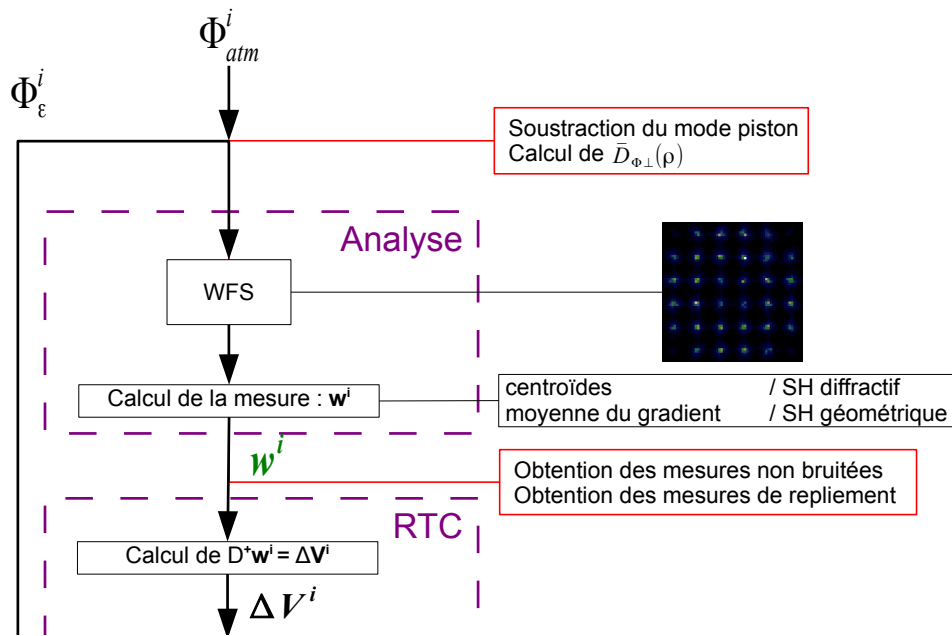 Φ^i_atm
Φ^i_ε
Soustraction du mode piston
Calcul de D̄_Φ⊥(ρ)
Analyse
WFS
Calcul de la mesure : w^i
centroïdes / SH diffractif
moyenne du gradient / SH géométrique
w^i
Obtention des mesures non bruitées
Obtention des mesures de repliement
RTC
Calcul de D⁺w^i = ΔV^i
Δ V^i